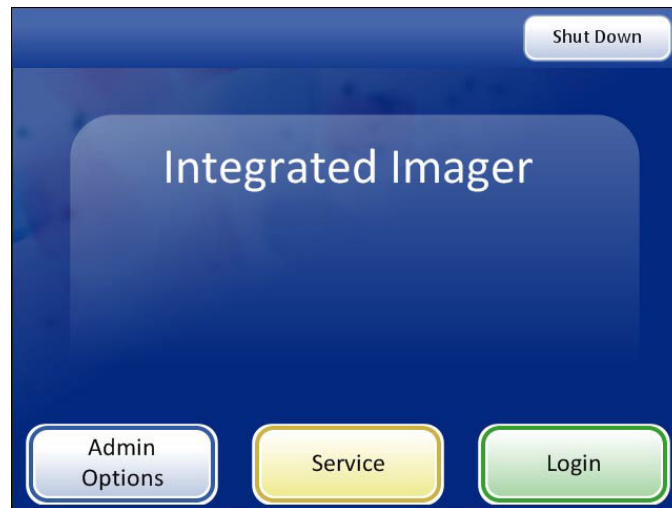 Shut Down
Integrated Imager
Admin
Options
Service
Login